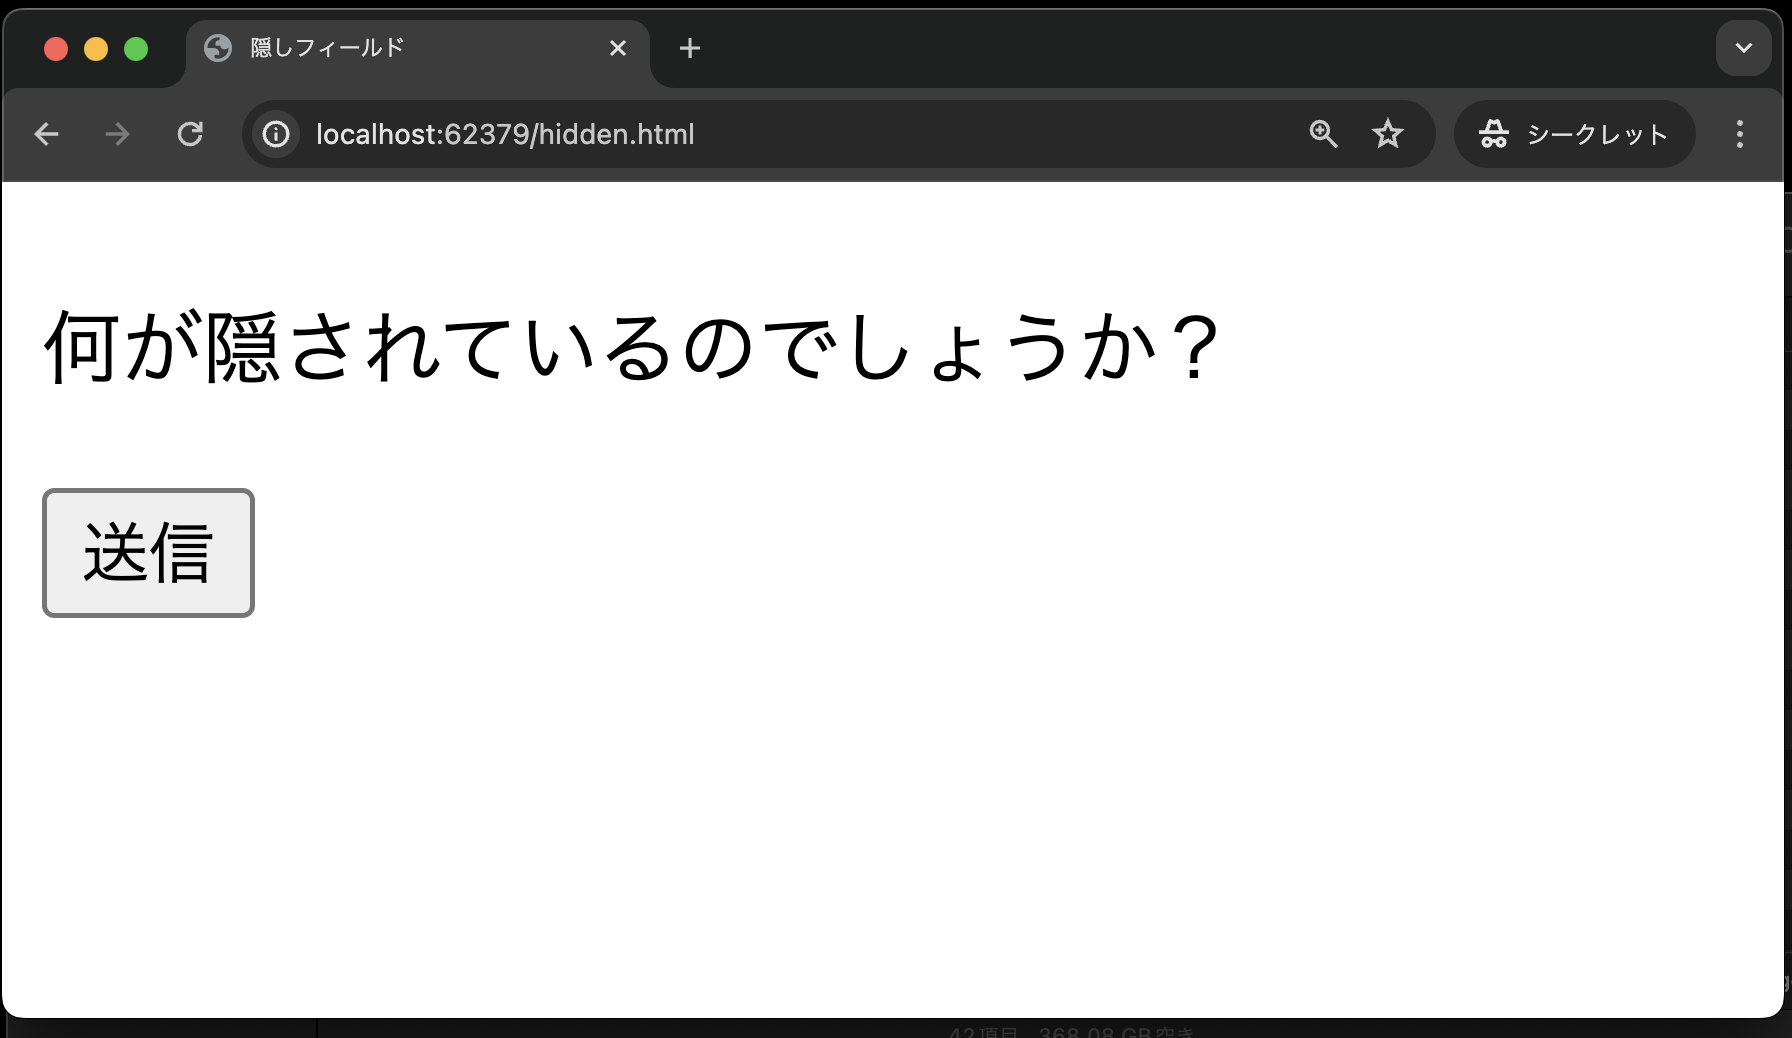 隠しフィールド
localhost:62379/hidden.html
シークレット
何が隠されているのでしょうか？
送信
42項目、368.08 GB空き